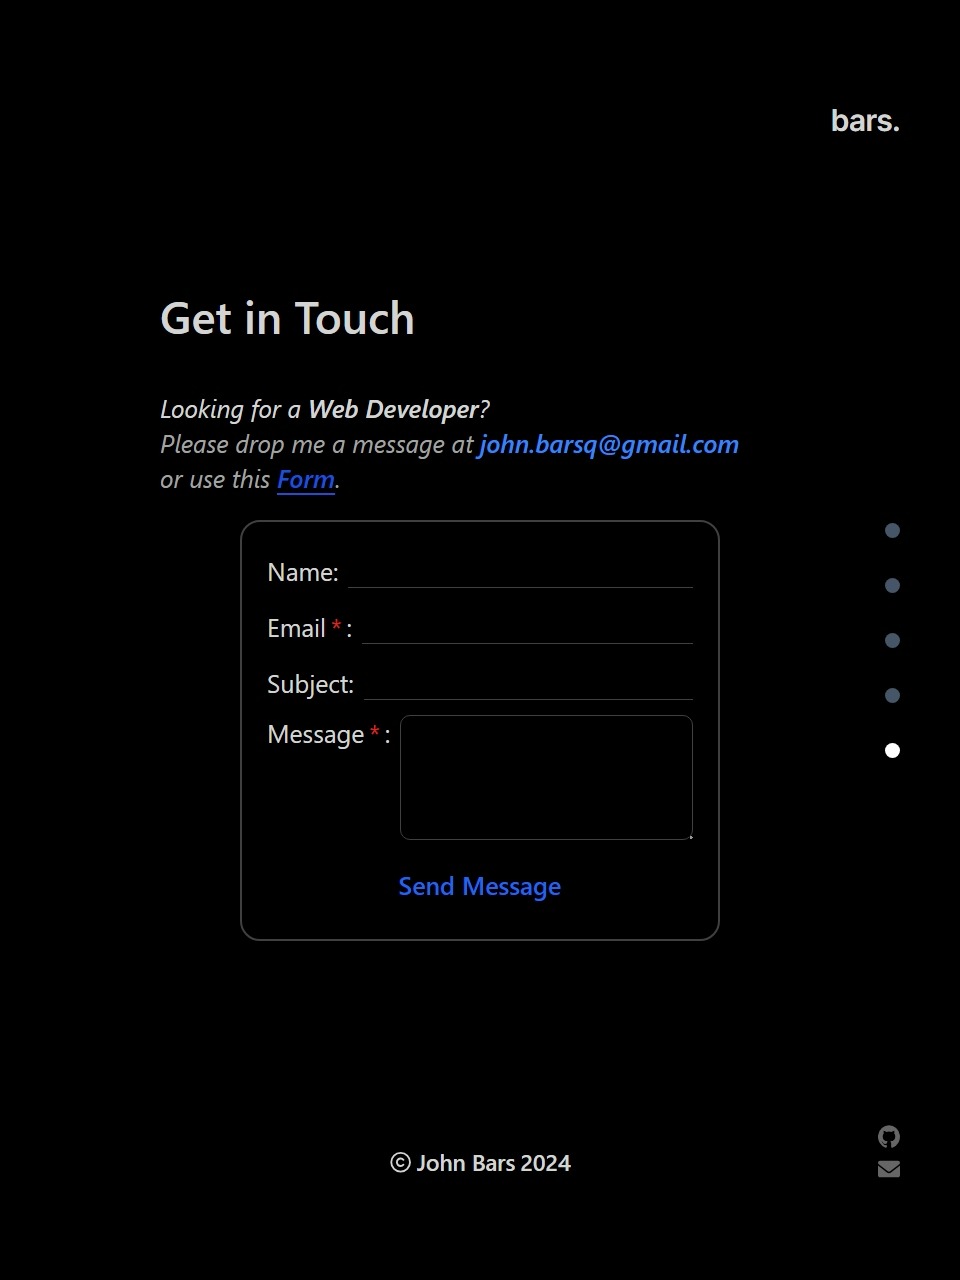 bars.
Get in Touch
Looking for a Web Developer?
Please drop me a message at john.barsq@gmail.com
or use this Form.
Name:
Email * :
Subject:
Message * :
Send Message
© John Bars 2024